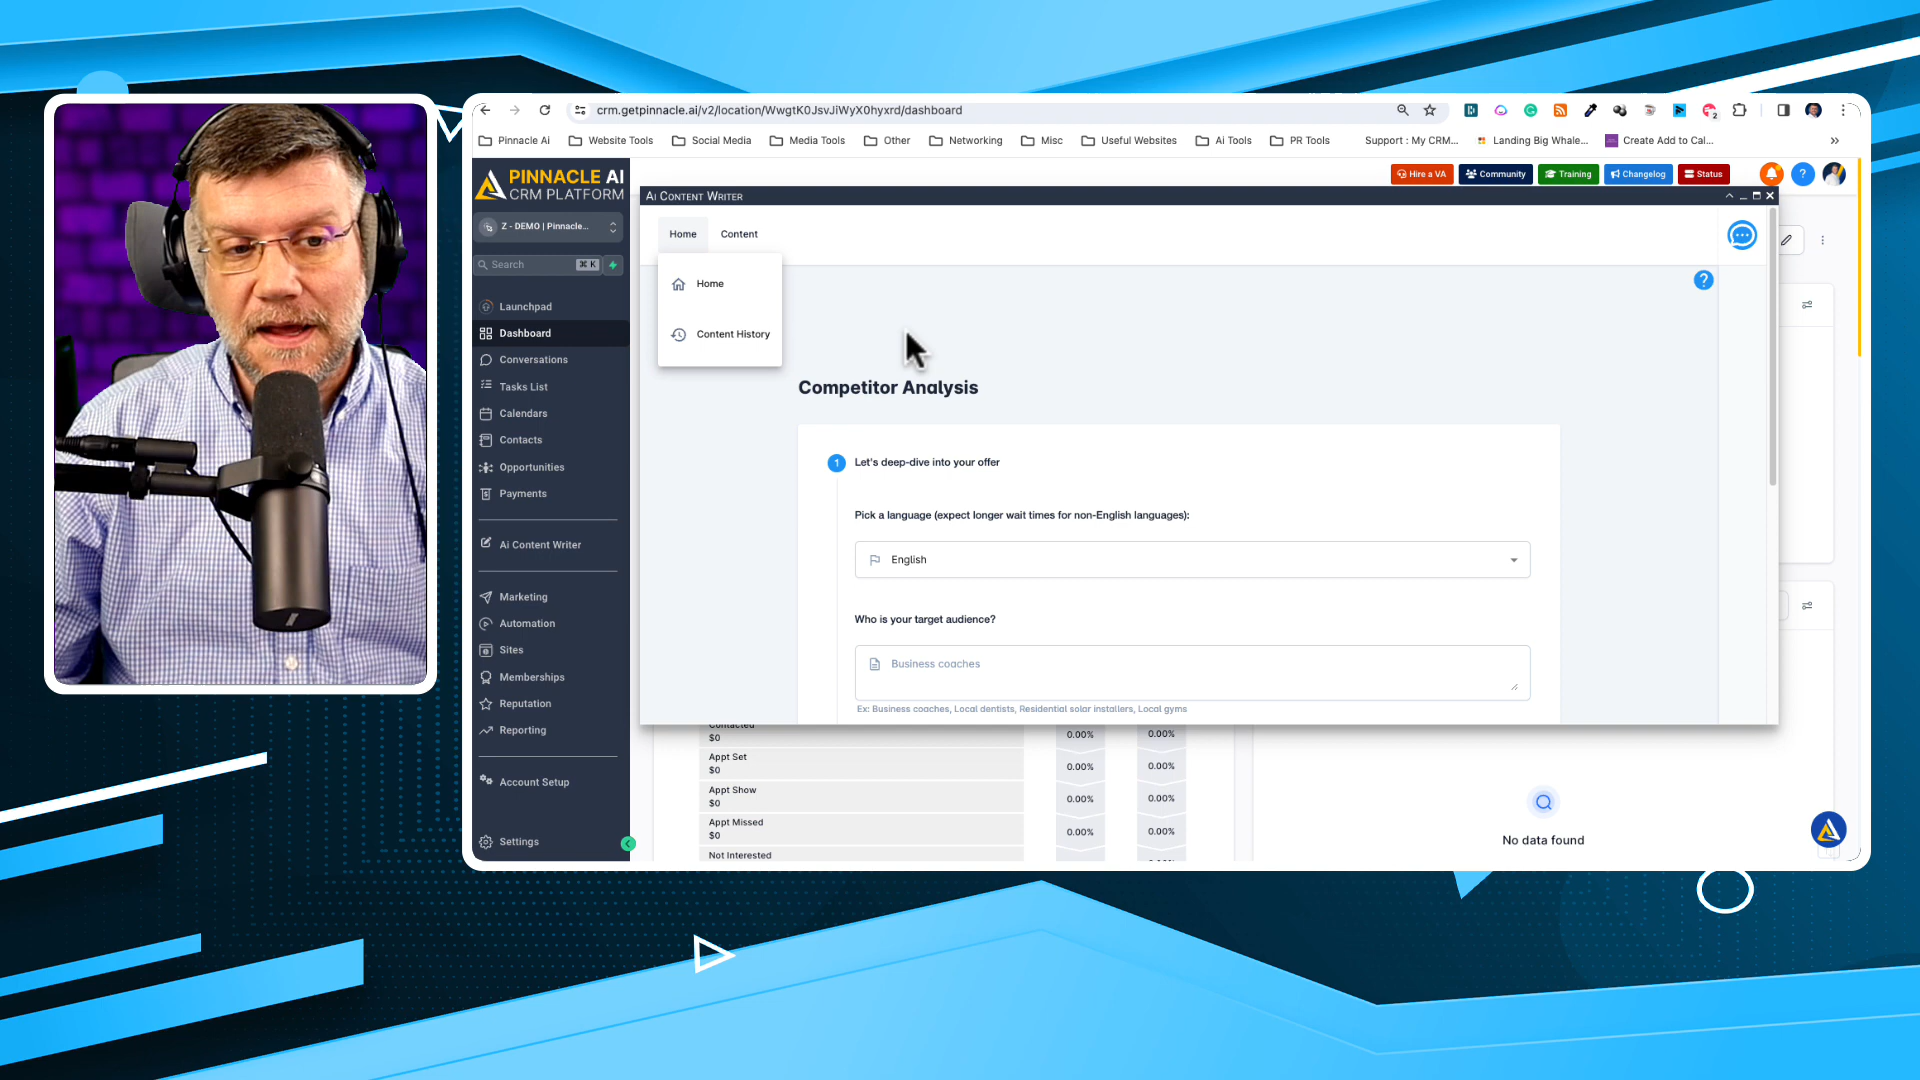 crm.getpinnacle.ai/v2/location/WwgtK0JsvJiWyX0hyxrd/dashboard
2
Pinnacle Ai
Website Tools
Social Media
Media Tools
Other
Networking
Misc
Useful Websites
Ai Tools
PR Tools
Support : My CRM...
Landing Big Whale...
Create Add to Cal...
PINNACLE AI
CRM PLATFORM
Hire a VA
Community
Training
Changelog
Status
?
Z - DEMO | Pinnacle...
Search
⌘ K
Launchpad
Dashboard
Conversations
Tasks List
Calendars
Contacts
Opportunities
Payments
Ai Content Writer
Marketing
Automation
Sites
Memberships
Reputation
Reporting
Account Setup
Settings
Ai Content Writer
Home
Content
Home
Content History
?
Competitor Analysis
1
Let's deep-dive into your offer
Pick a language (expect longer wait times for non-English languages):
English
Who is your target audience?
Business coaches
Ex: Business coaches, Local dentists, Residential solar installers, Local gyms
Contacted
$0
0.00%
0.00%
Appt Set
$0
0.00%
0.00%
Appt Show
$0
0.00%
0.00%
Appt Missed
$0
0.00%
0.00%
Not Interested
No data found